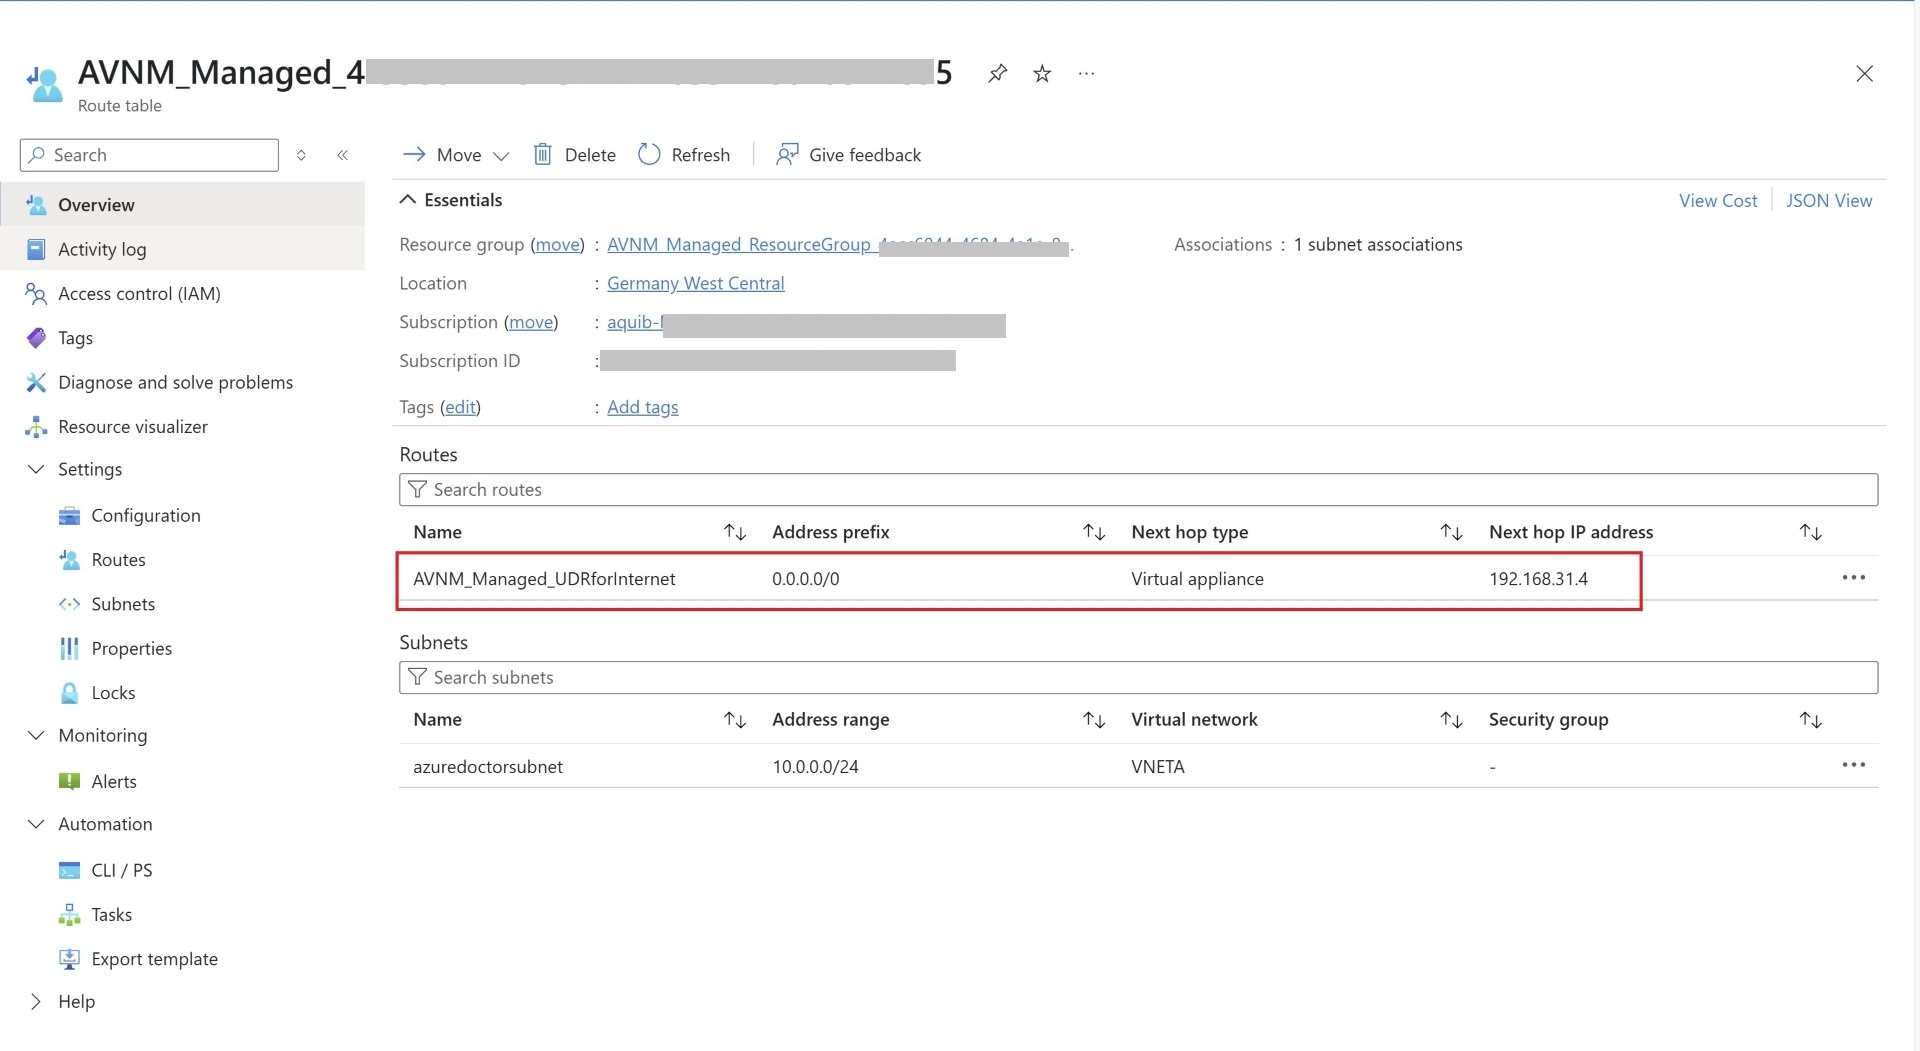 AVNM_Managed_4 5
Route table
Search
Move
Delete
Refresh
Give feedback
Overview
Activity log
Access control (IAM)
Tags
Diagnose and solve problems
Resource visualizer
Settings
Configuration
Routes
Subnets
Properties
Locks
Monitoring
Alerts
Automation
CLI / PS
Tasks
Export template
Help
Essentials
View Cost
JSON View
Resource group (move) : AVNM_Managed_ResourceGroup_
Associations : 1 subnet associations
Location : Germany West Central
Subscription (move) : aquib-
Subscription ID :
Tags (edit) : Add tags
Routes
Search routes
Name Address prefix Next hop type Next hop IP address
AVNM_Managed_UDRforInternet 0.0.0.0/0 Virtual appliance 192.168.31.4
Subnets
Search subnets
Name Address range Virtual network Security group
azuredoctorsubnet 10.0.0.0/24 VNETA -